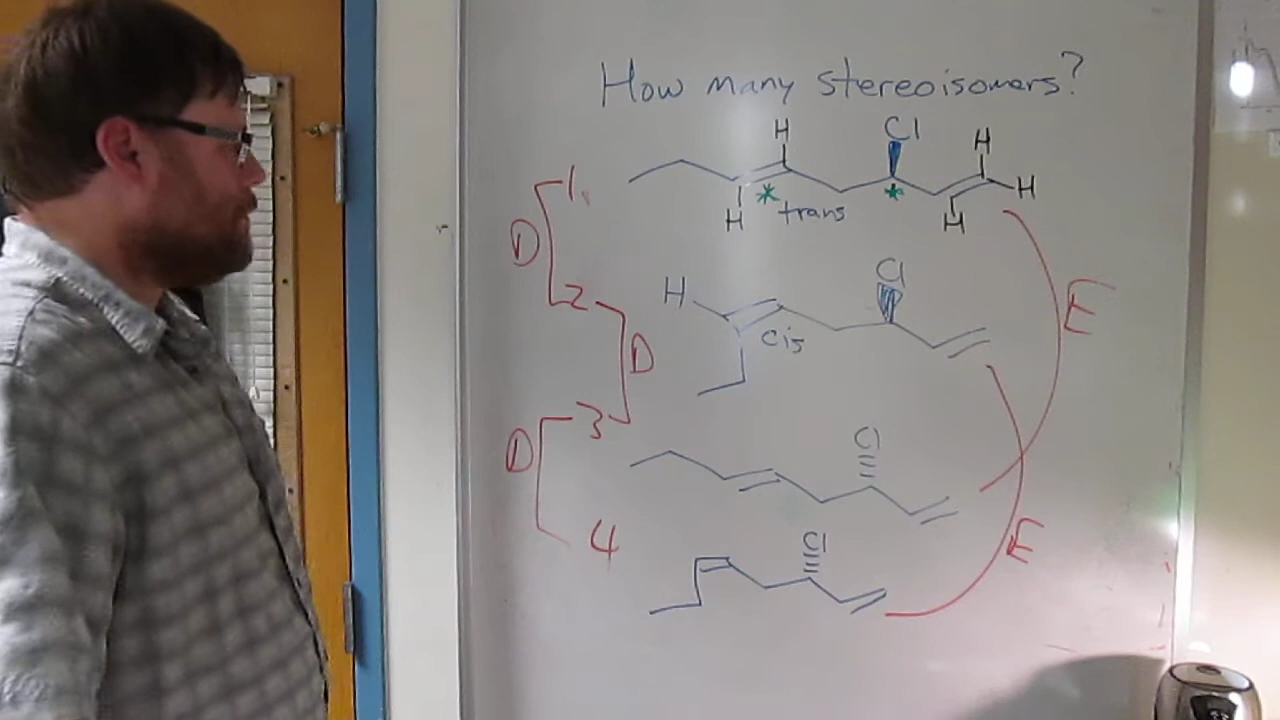 How many stereoisomers?
H Cl H
1. H
* *
H trans H
D
Cl
2 H
E
cis
D
3 Cl
D
4 Cl
E